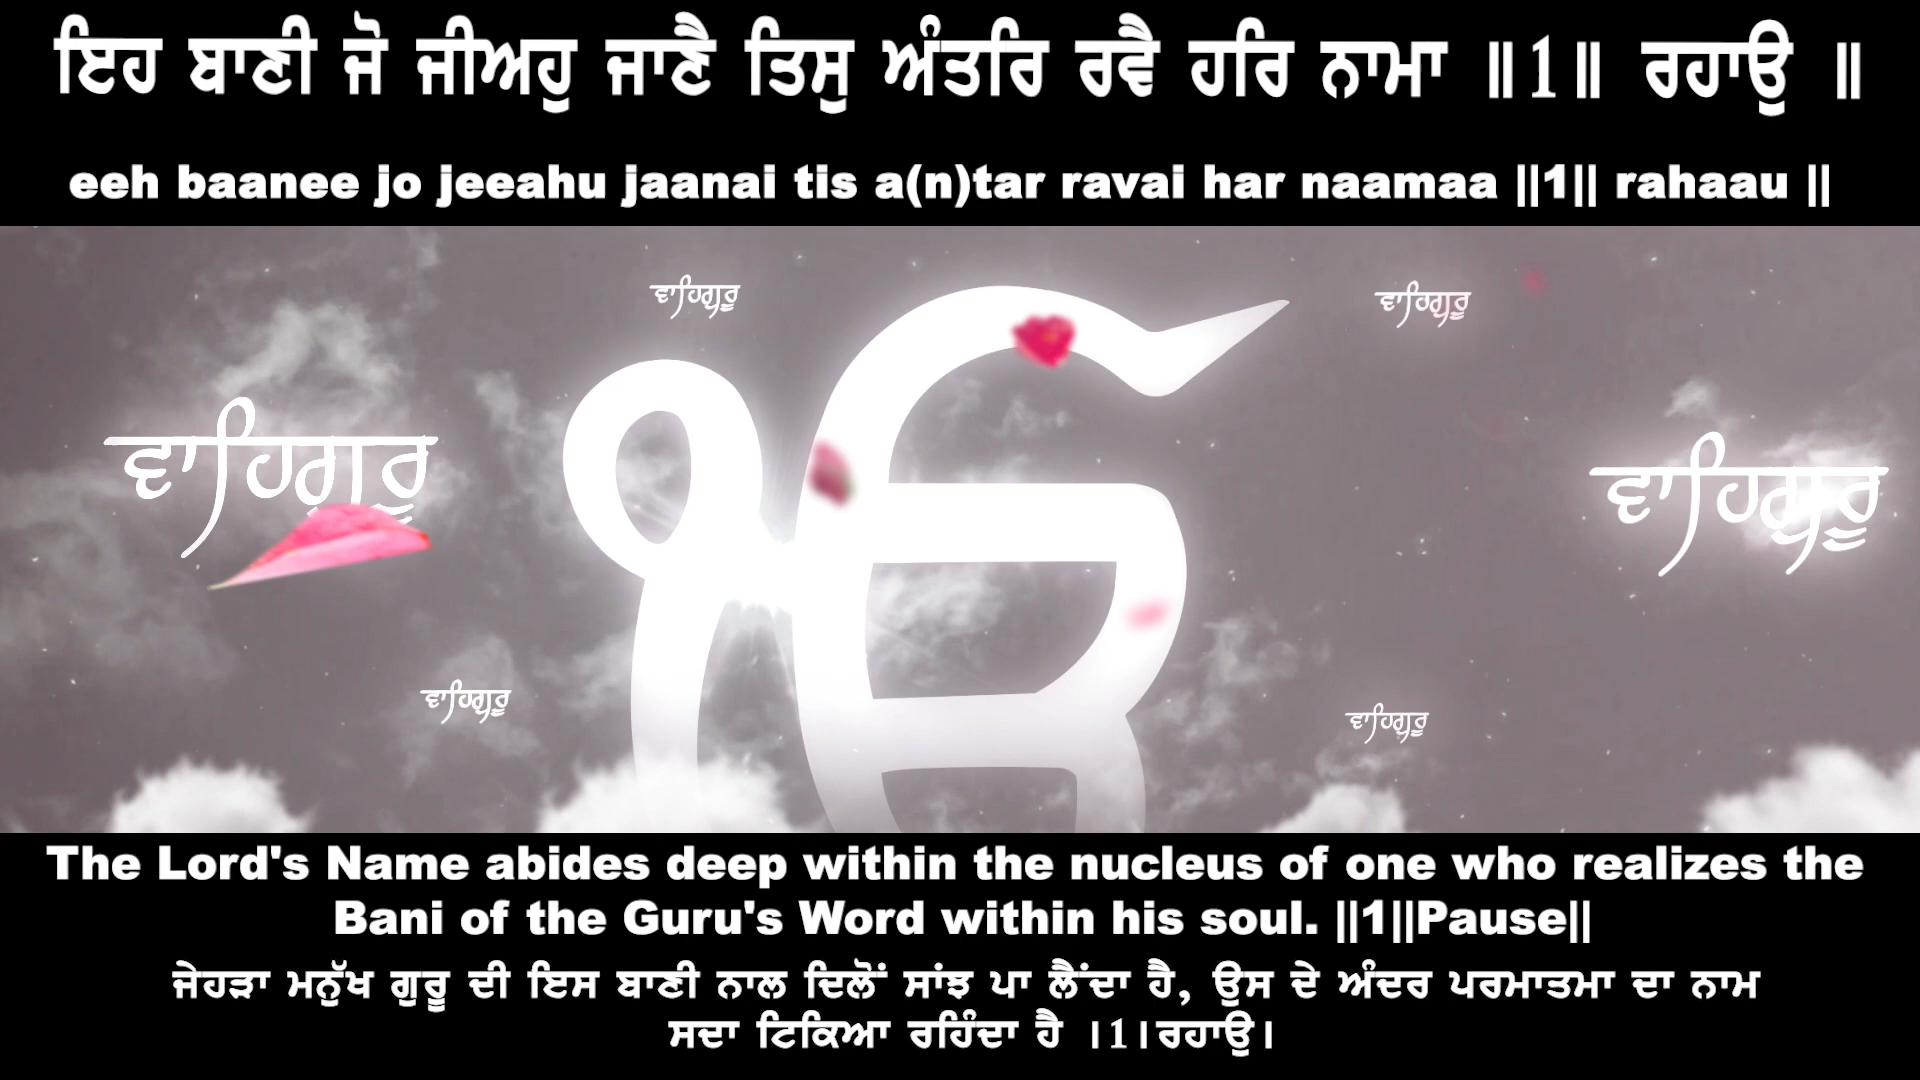 ਇਹ ਬਾਣੀ ਜੋ ਜੀਅਹੁ ਜਾਣੈ ਤਿਸੁ ਅੰਤਰਿ ਰਵੈ ਹਰਿ ਨਾਮਾ ॥1॥ ਰਹਾਉ ॥
eeh baanee jo jeeahu jaanai tis a(n)tar ravai har naamaa ||1|| rahaau ||
ਵਾਹਿਗੁਰੂ
ਵਾਹਿਗੁਰੂ
ਵਾਹਿਗੁਰੂ
ੴ
ਵਾਹਿਗੁਰੂ
ਵਾਹਿਗੁਰੂ
ਵਾਹਿਗੁਰੂ
The Lord's Name abides deep within the nucleus of one who realizes the
Bani of the Guru's Word within his soul. ||1||Pause||
ਜੇਹੜਾ ਮਨੁੱਖ ਗੁਰੂ ਦੀ ਇਸ ਬਾਣੀ ਨਾਲ ਦਿਲੋਂ ਸਾਂਝ ਪਾ ਲੈਂਦਾ ਹੈ, ਉਸ ਦੇ ਅੰਦਰ ਪਰਮਾਤਮਾ ਦਾ ਨਾਮ
ਸਦਾ ਟਿਕਿਆ ਰਹਿੰਦਾ ਹੈ ।1।ਰਹਾਉ।